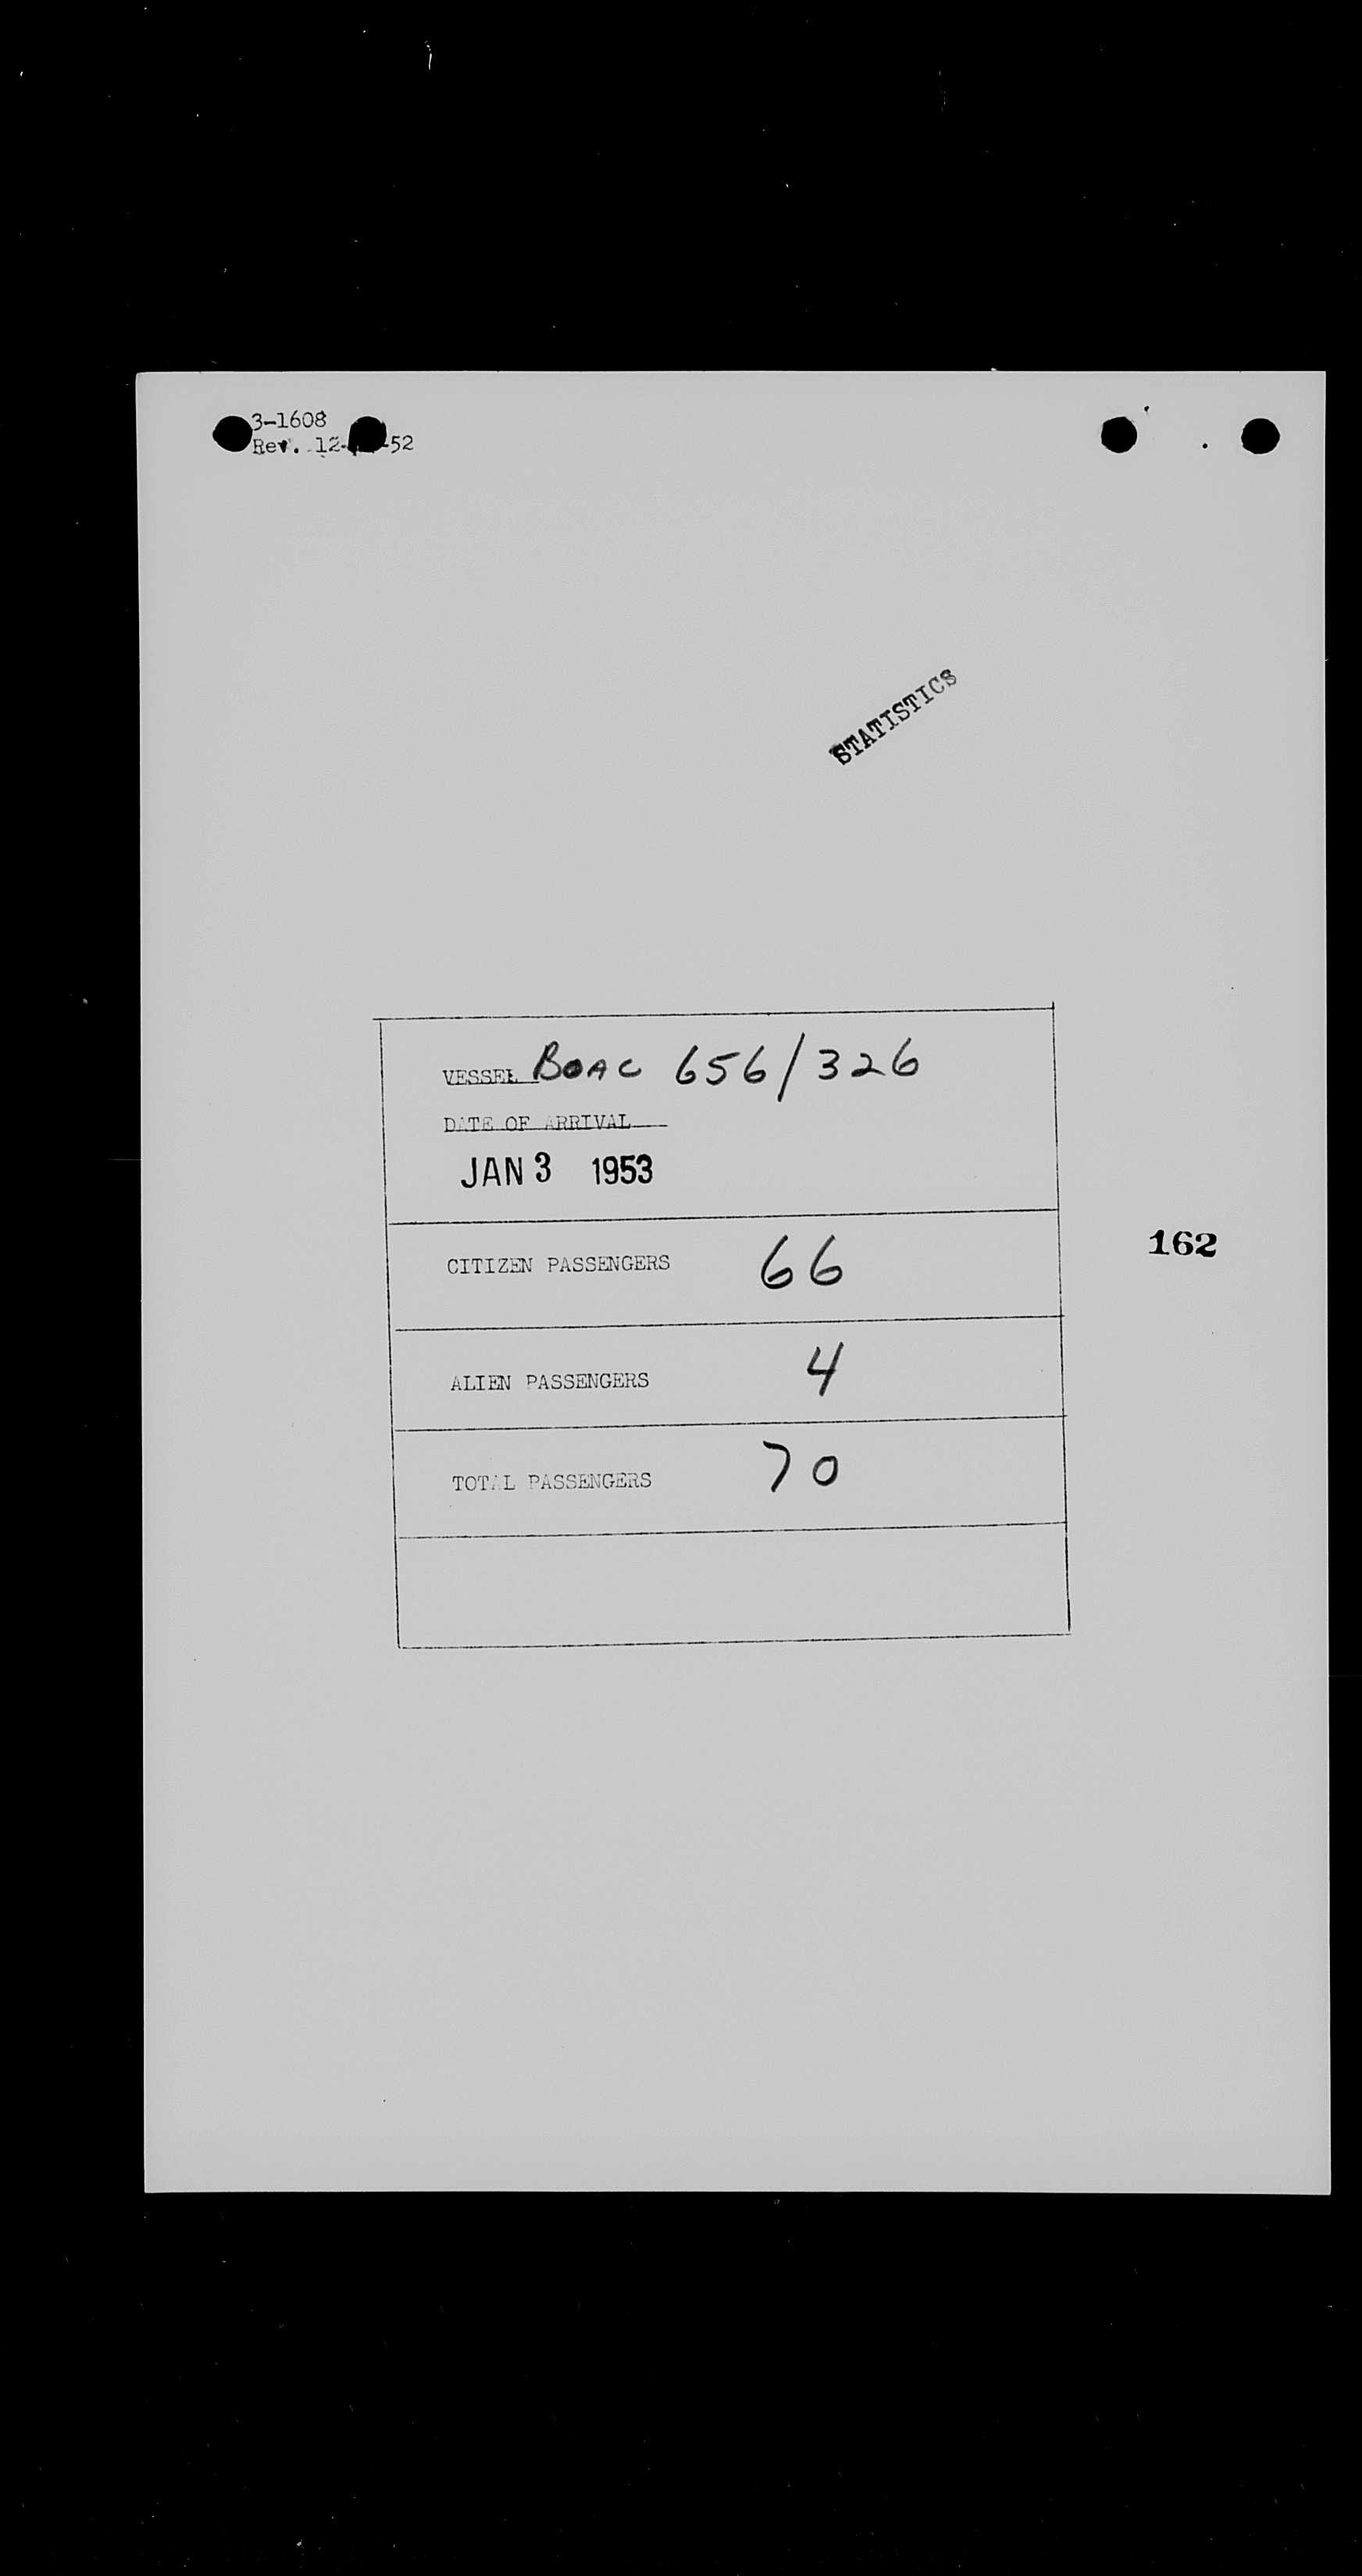 3-1608
Rev. 12- -52
STATISTICS
VESSEL BOAC 656/326
DATE OF ARRIVAL
JAN 3 1953
CITIZEN PASSENGERS 66
162
ALIEN PASSENGERS 4
TOTAL PASSENGERS 70